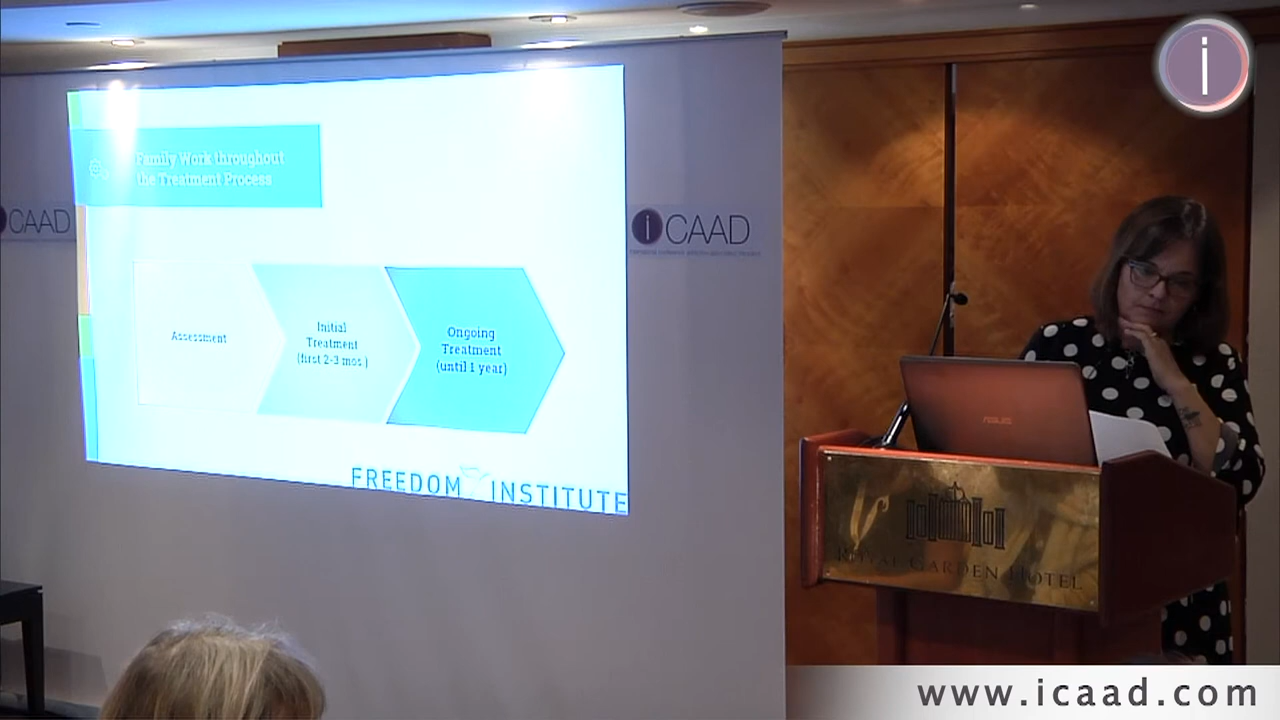 Family Work throughout
the Treatment Process
Assessment
Initial
Treatment
(first 2-3 mos.)
Ongoing
Treatment
(until 1 year)
FREEDOM INSTITUTE
CAAD
iCAAD
ASUS
ROYAL GARDEN HOTEL
i
www.icaad.com